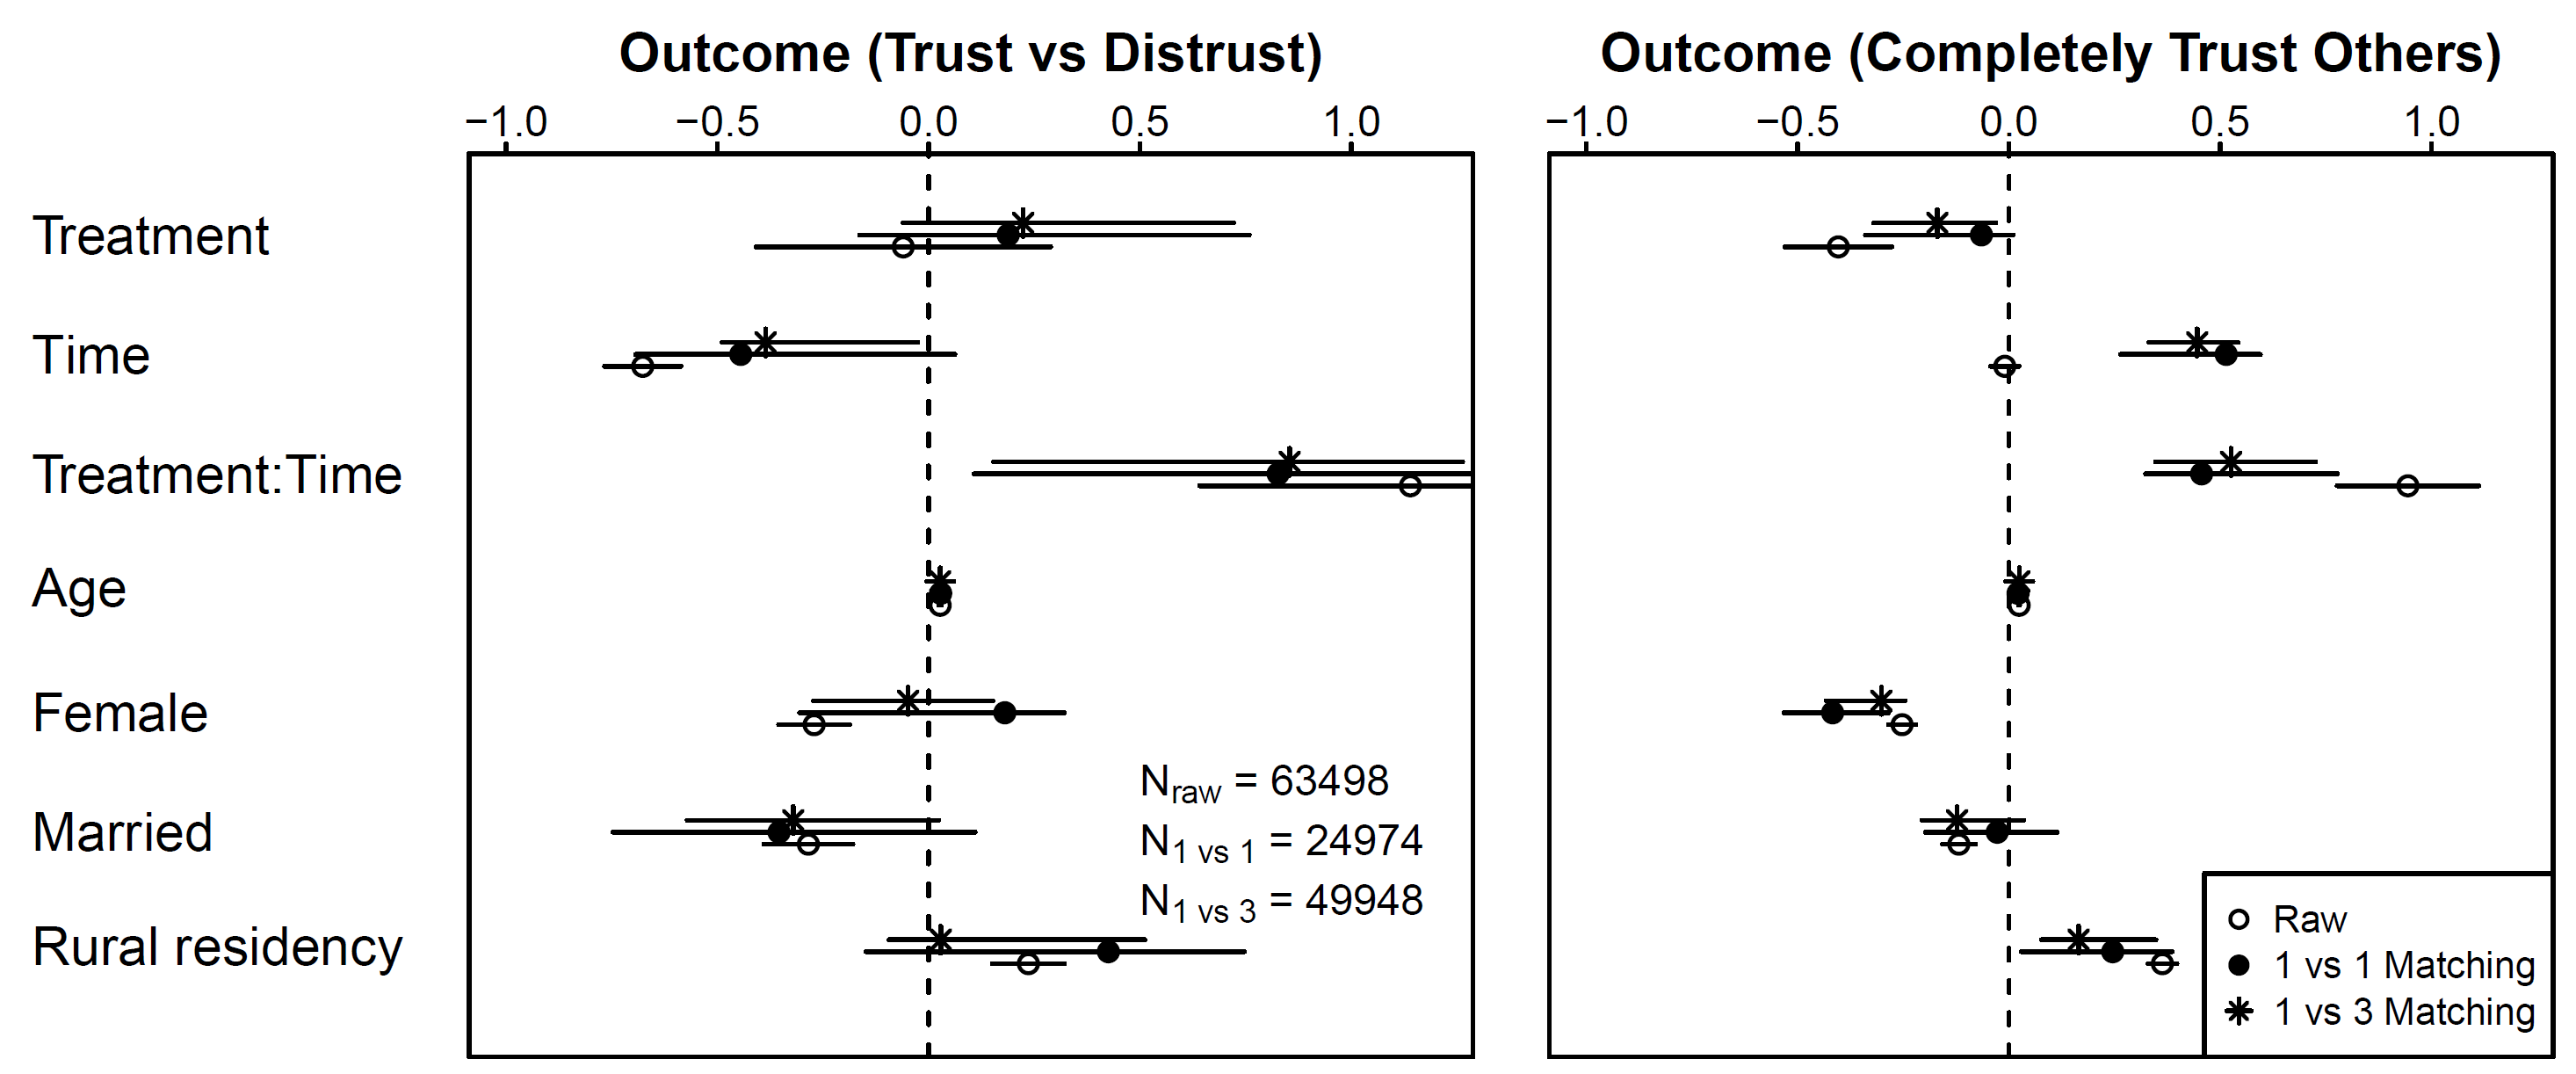 Outcome (Trust vs Distrust)
Outcome (Completely Trust Others)
−1.0 −0.5 0.0 0.5 1.0
−1.0 −0.5 0.0 0.5 1.0
Treatment
Time
Treatment:Time
Age
Female
Married
Rural residency
Nraw = 63498
N1 vs 1 = 24974
N1 vs 3 = 49948
Raw
1 vs 1 Matching
1 vs 3 Matching